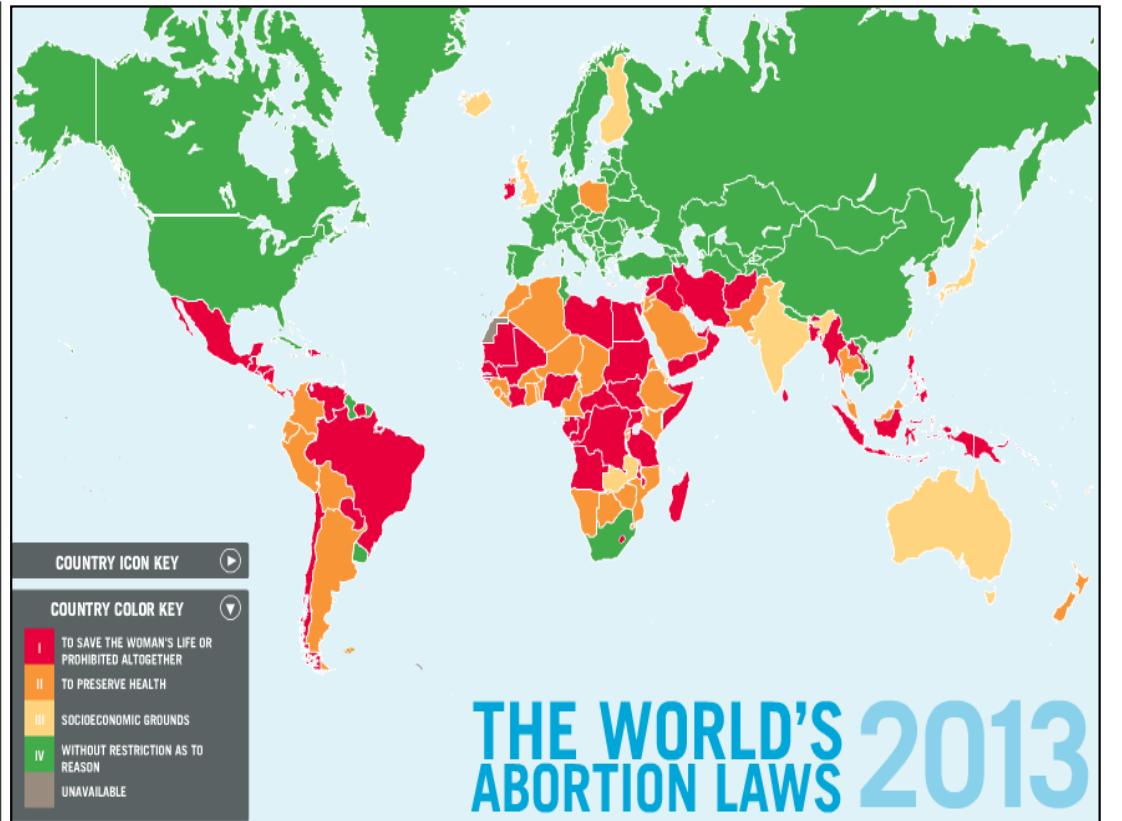 COUNTRY ICON KEY
COUNTRY COLOR KEY
I
TO SAVE THE WOMAN'S LIFE OR
PROHIBITED ALTOGETHER
II
TO PRESERVE HEALTH
III
SOCIOECONOMIC GROUNDS
IV
WITHOUT RESTRICTION AS TO
REASON
UNAVAILABLE
THE WORLD'S
ABORTION LAWS
2013